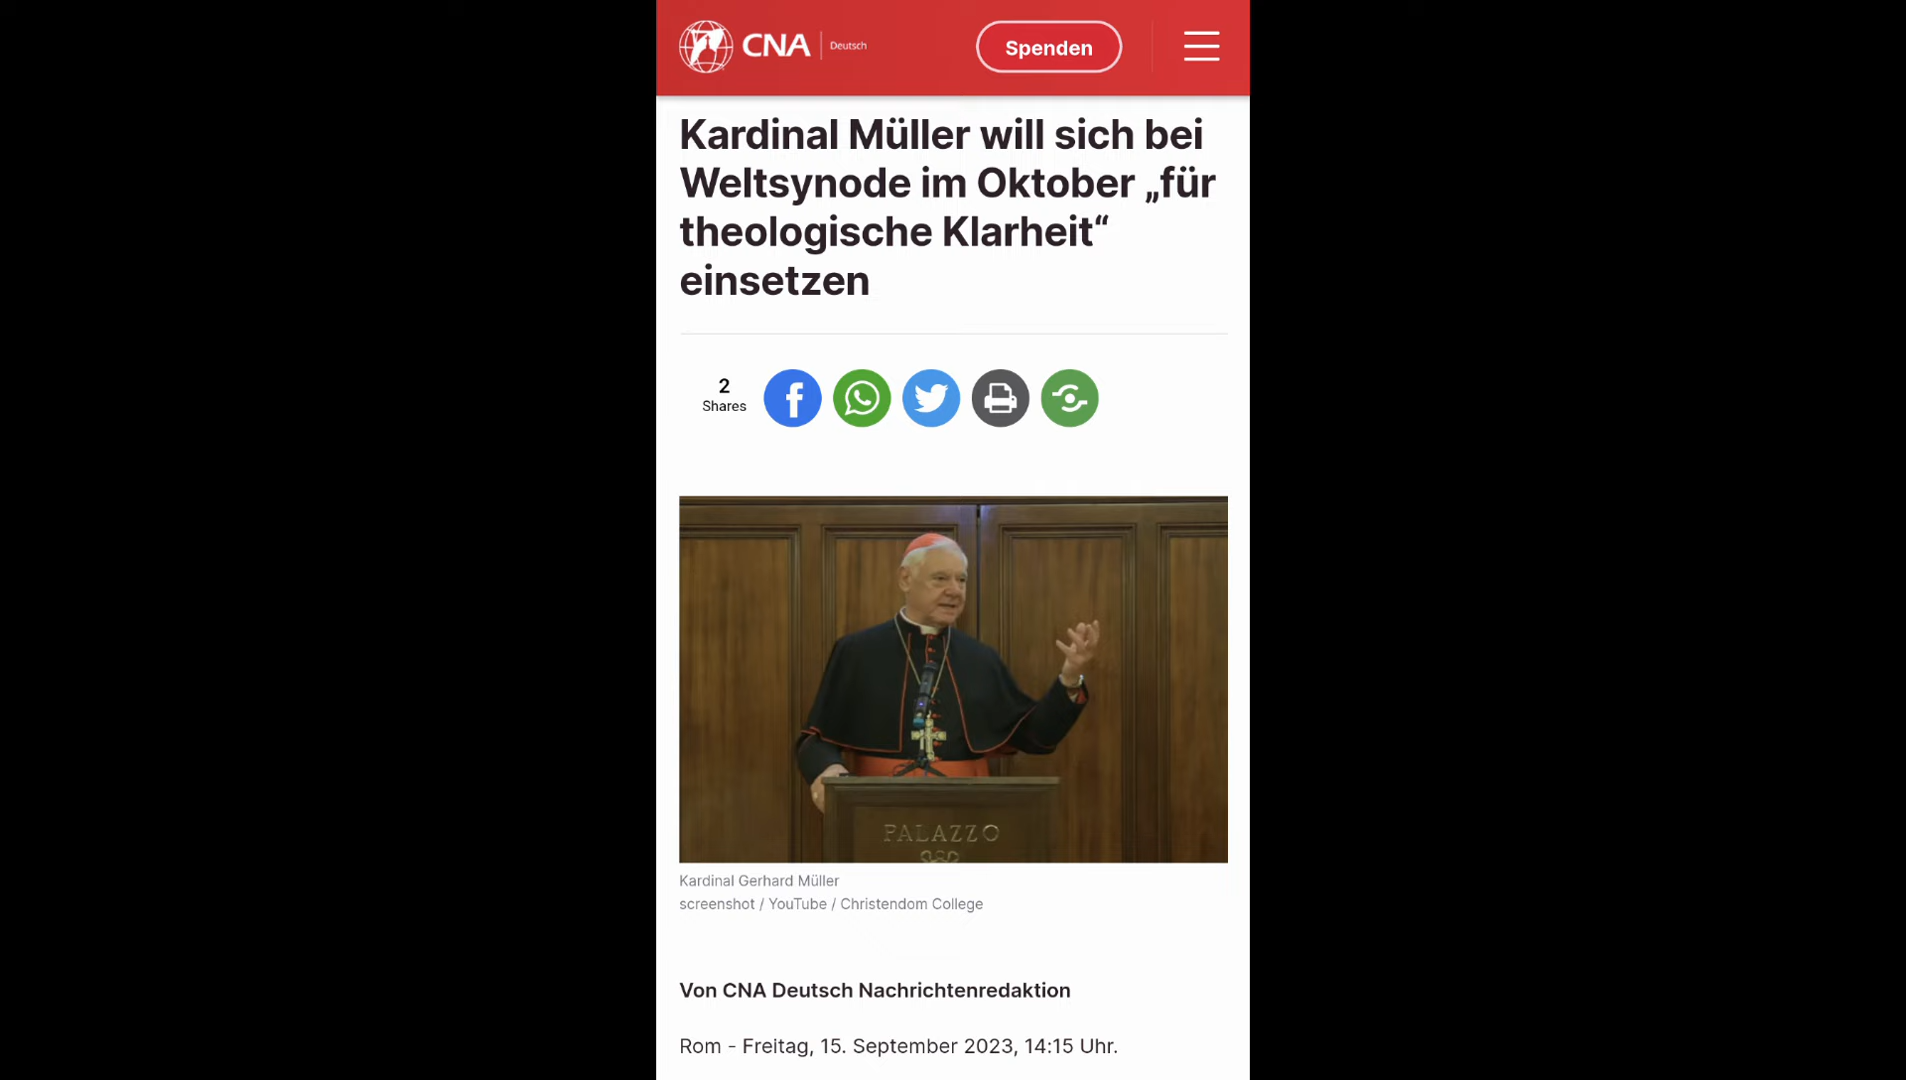 CNA Deutsch
Spenden
Kardinal Müller will sich bei
Weltsynode im Oktober „für
theologische Klarheit“
einsetzen
2
Shares
PALAZZO
Kardinal Gerhard Müller
screenshot / YouTube / Christendom College
Von CNA Deutsch Nachrichtenredaktion
Rom - Freitag, 15. September 2023, 14:15 Uhr.